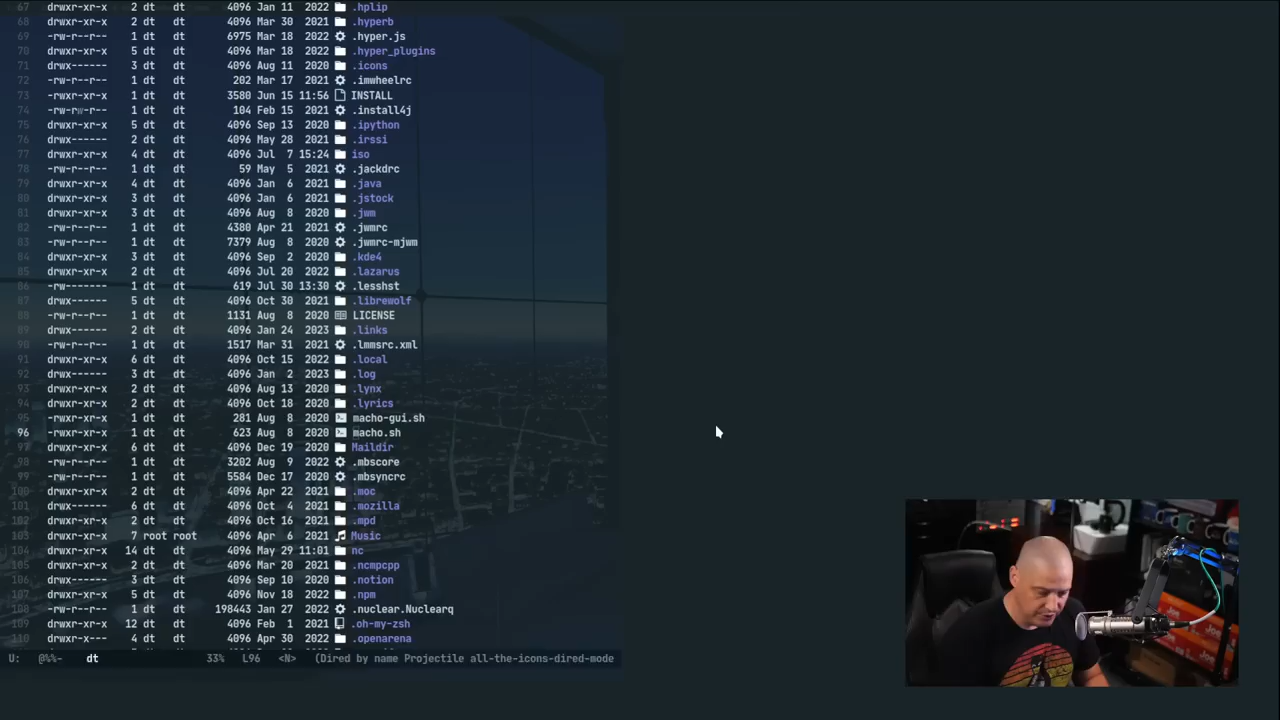 67 drwxr-xr-x 2 dt dt 4096 Jan 11 2022 .hplip
68 drwxr-xr-x 2 dt dt 4096 Mar 30 2021 .hyperb
69 -rw-r--r-- 1 dt dt 6975 Mar 18 2022 .hyper.js
70 drwxr-xr-x 5 dt dt 4096 Mar 18 2022 .hyper_plugins
71 drwx------ 3 dt dt 4096 Aug 11 2020 .icons
72 -rw-r--r-- 1 dt dt 202 Mar 17 2021 .imwheelrc
73 -rwxr-xr-x 1 dt dt 3580 Jun 15 11:56 INSTALL
74 -rw-rw-r-- 1 dt dt 104 Feb 15 2021 .install4j
75 drwxr-xr-x 5 dt dt 4096 Sep 13 2020 .ipython
76 drwx------ 2 dt dt 4096 May 28 2021 .irssi
77 drwxr-xr-x 4 dt dt 4096 Jul 7 15:24 iso
78 -rw-r--r-- 1 dt dt 59 May 5 2021 .jackdrc
79 drwxr-xr-x 4 dt dt 4096 Jan 6 2021 .java
80 drwxr-xr-x 3 dt dt 4096 Jan 6 2021 .jstock
81 drwxr-xr-x 3 dt dt 4096 Aug 8 2020 .jwm
82 -rw-r--r-- 1 dt dt 4380 Apr 21 2021 .jwmrc
83 -rw-r--r-- 1 dt dt 7379 Aug 8 2020 .jwmrc-mjwm
84 drwxr-xr-x 3 dt dt 4096 Sep 2 2020 .kde4
85 drwxr-xr-x 2 dt dt 4096 Jul 20 2022 .lazarus
86 -rw------- 1 dt dt 619 Jul 30 13:30 .lesshst
87 drwx------ 5 dt dt 4096 Oct 30 2021 .librewolf
88 -rw-r--r-- 1 dt dt 1131 Aug 8 2020 LICENSE
89 drwx------ 2 dt dt 4096 Jan 24 2023 .links
90 -rw-r--r-- 1 dt dt 1517 Mar 31 2021 .lmmsrc.xml
91 drwxr-xr-x 6 dt dt 4096 Oct 15 2022 .local
92 drwx------ 3 dt dt 4096 Jan 2 2023 .log
93 drwxr-xr-x 2 dt dt 4096 Aug 13 2020 .lynx
94 drwxr-xr-x 2 dt dt 4096 Oct 18 2020 .lyrics
95 -rwxr-xr-x 1 dt dt 281 Aug 8 2020 macho-gui.sh
96 -rwxr-xr-x 1 dt dt 623 Aug 8 2020 macho.sh
97 drwxr-xr-x 6 dt dt 4096 Dec 19 2020 Maildir
98 -rw-r--r-- 1 dt dt 3202 Aug 9 2022 .mbscore
99 -rw-r--r-- 1 dt dt 5584 Dec 17 2020 .mbsyncrc
100 drwxr-xr-x 2 dt dt 4096 Apr 22 2021 .moc
101 drwx------ 6 dt dt 4096 Oct 4 2021 .mozilla
102 drwxr-xr-x 2 dt dt 4096 Oct 16 2021 .mpd
103 drwxr-xr-x 7 root root 4096 Apr 6 2021 Music
104 drwxr-xr-x 14 dt dt 4096 May 29 11:01 nc
105 drwxr-xr-x 2 dt dt 4096 Mar 20 2021 .ncmpcpp
106 drwx------ 3 dt dt 4096 Sep 10 2020 .notion
107 drwxr-xr-x 5 dt dt 4096 Nov 18 2022 .npm
108 -rw-r--r-- 1 dt dt 198443 Jan 27 2022 .nuclear.Nuclearq
109 drwxr-xr-x 12 dt dt 4096 Feb 1 2021 .oh-my-zsh
110 drwxr-x--- 4 dt dt 4096 Apr 30 2022 .openarena
U: @%%- dt 33% L96 <N> (Dired by name Projectile all-the-icons-dired-mode